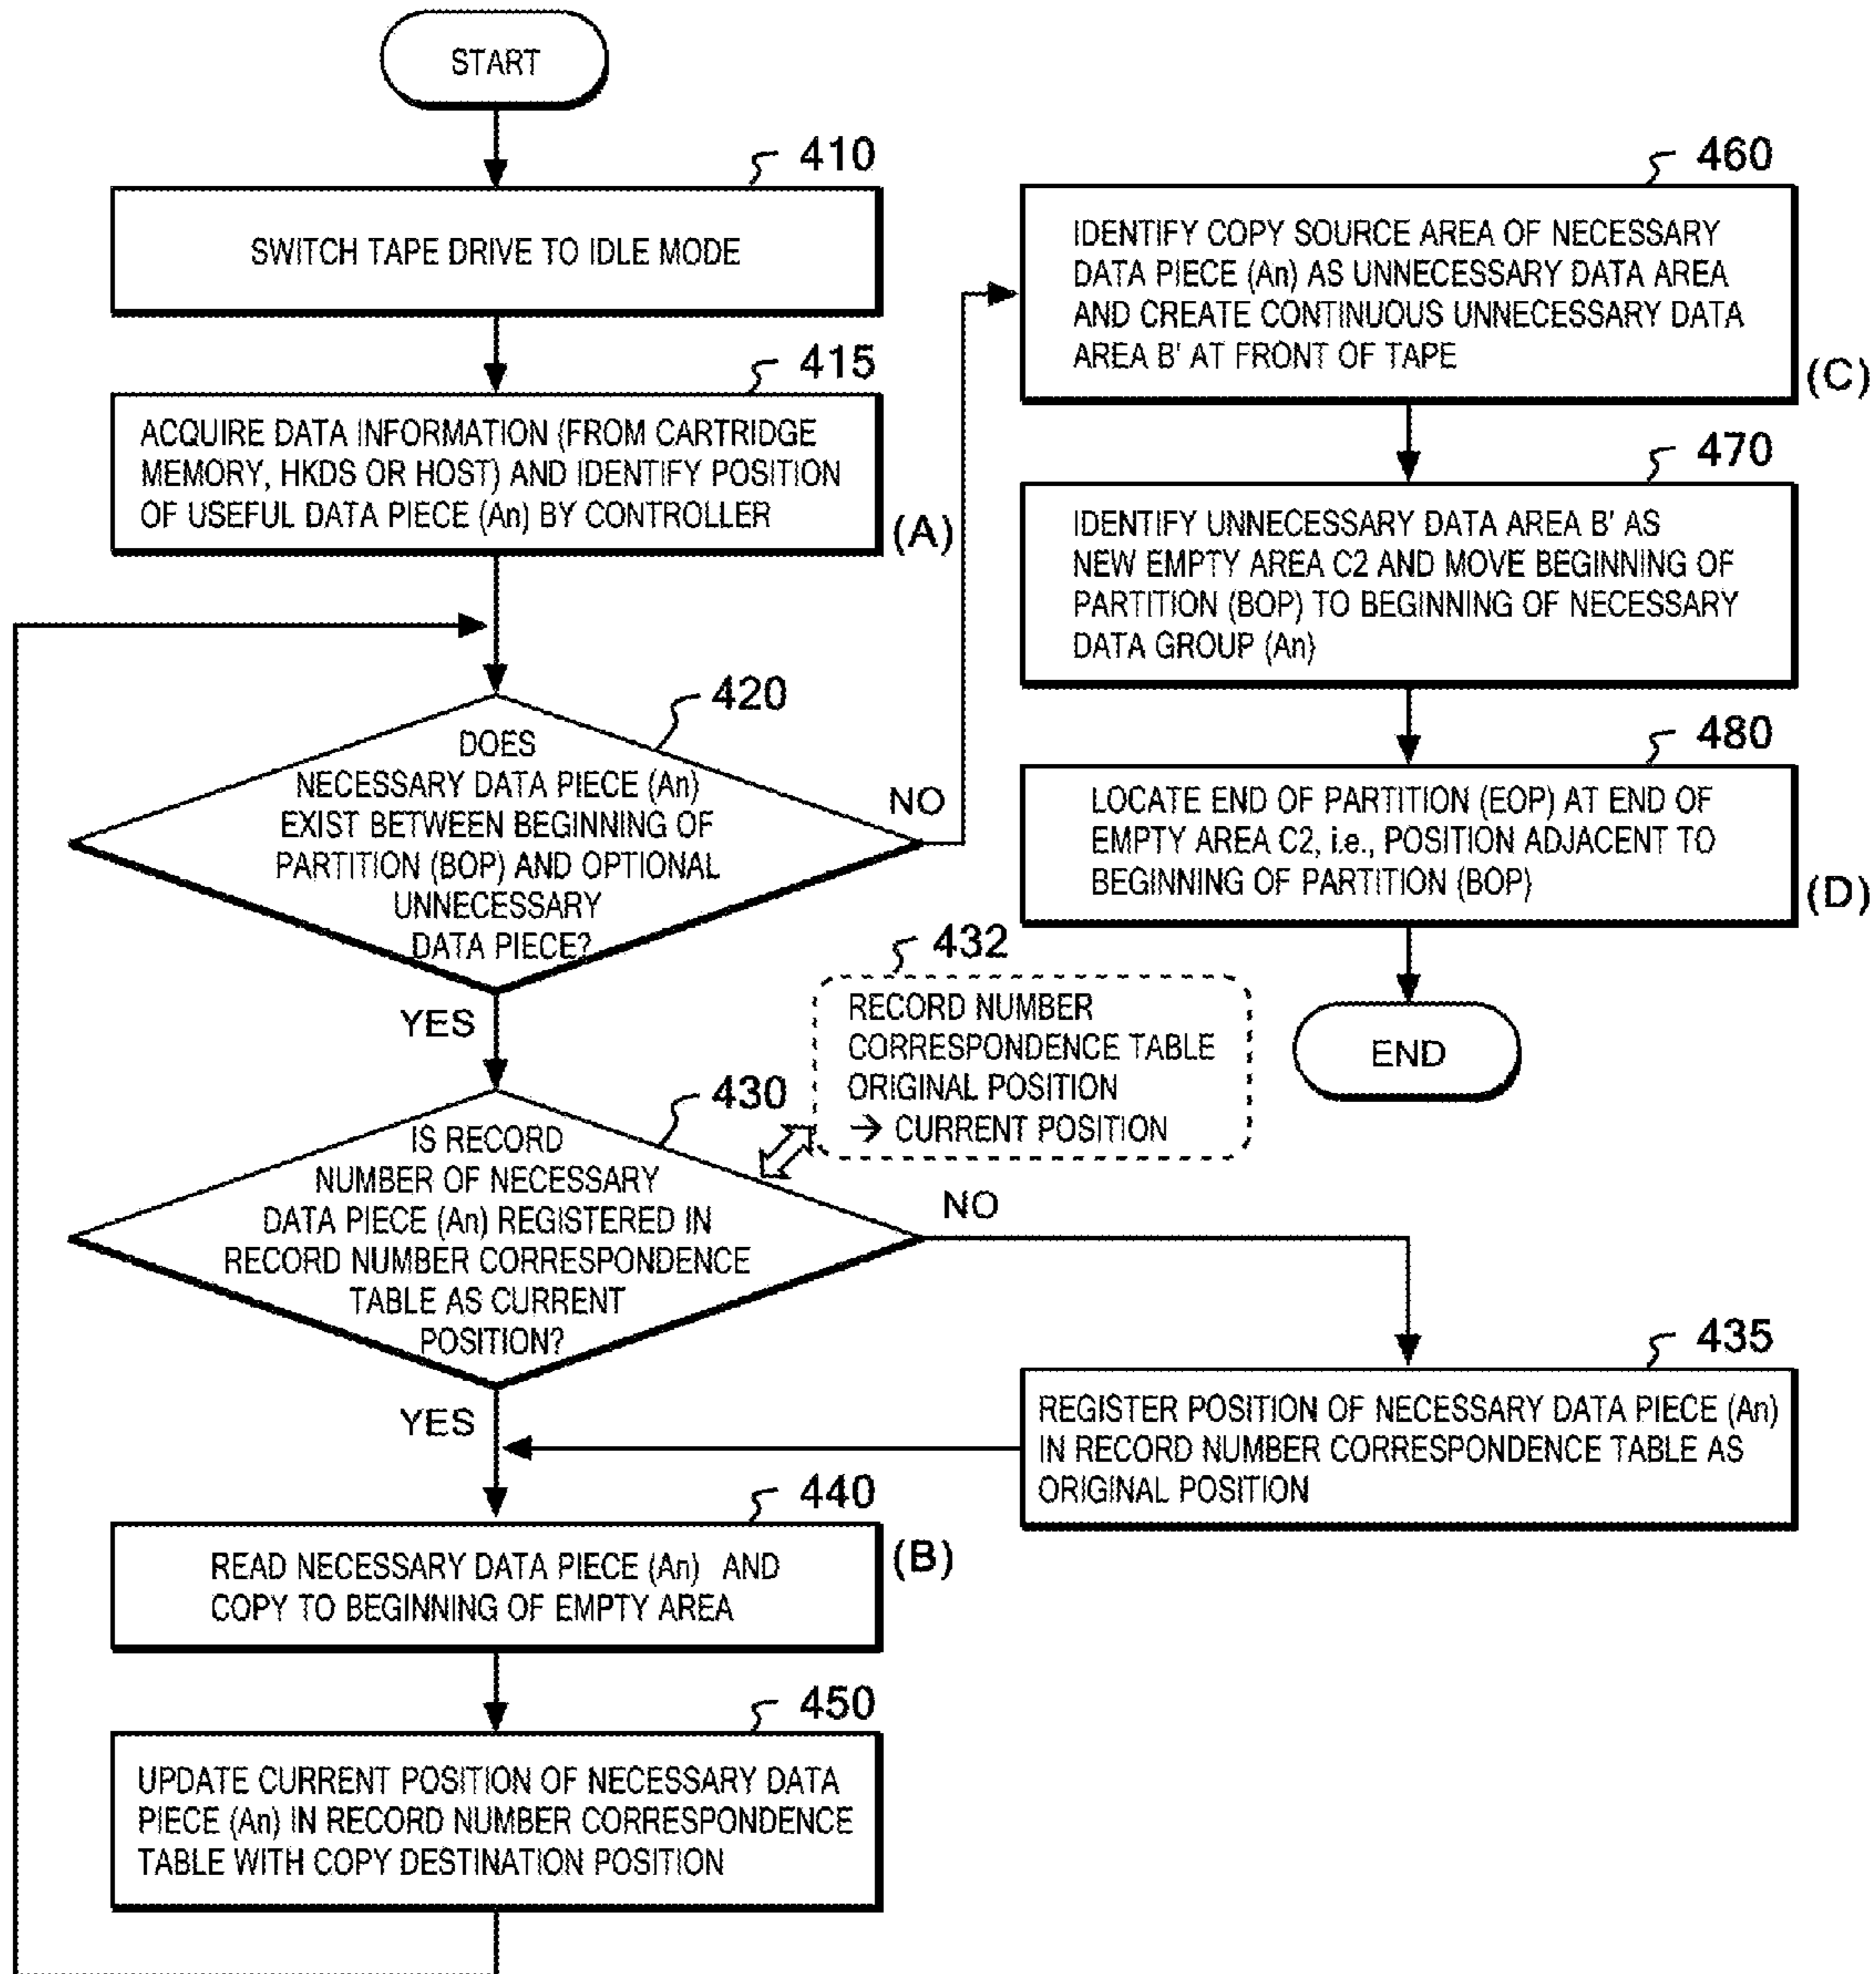 START
410
SWITCH TAPE DRIVE TO IDLE MODE
415
ACQUIRE DATA INFORMATION (FROM CARTRIDGE
MEMORY, HKDS OR HOST) AND IDENTIFY POSITION
OF USEFUL DATA PIECE (An) BY CONTROLLER
(A)
420
DOES
NECESSARY DATA PIECE (An)
EXIST BETWEEN BEGINNING OF
PARTITION (BOP) AND OPTIONAL
UNNECESSARY
DATA PIECE?
NO
YES
430
432
RECORD NUMBER
CORRESPONDENCE TABLE
ORIGINAL POSITION
→ CURRENT POSITION
IS RECORD
NUMBER OF NECESSARY
DATA PIECE (An) REGISTERED IN
RECORD NUMBER CORRESPONDENCE
TABLE AS CURRENT
POSITION?
NO
YES
435
REGISTER POSITION OF NECESSARY DATA PIECE (An)
IN RECORD NUMBER CORRESPONDENCE TABLE AS
ORIGINAL POSITION
440
READ NECESSARY DATA PIECE (An) AND
COPY TO BEGINNING OF EMPTY AREA
(B)
450
UPDATE CURRENT POSITION OF NECESSARY DATA
PIECE (An) IN RECORD NUMBER CORRESPONDENCE
TABLE WITH COPY DESTINATION POSITION
460
IDENTIFY COPY SOURCE AREA OF NECESSARY
DATA PIECE (An) AS UNNECESSARY DATA AREA
AND CREATE CONTINUOUS UNNECESSARY DATA
AREA B' AT FRONT OF TAPE
(C)
470
IDENTIFY UNNECESSARY DATA AREA B' AS
NEW EMPTY AREA C2 AND MOVE BEGINNING OF
PARTITION (BOP) TO BEGINNING OF NECESSARY
DATA GROUP (An)
480
LOCATE END OF PARTITION (EOP) AT END OF
EMPTY AREA C2, i.e., POSITION ADJACENT TO
BEGINNING OF PARTITION (BOP)
(D)
END